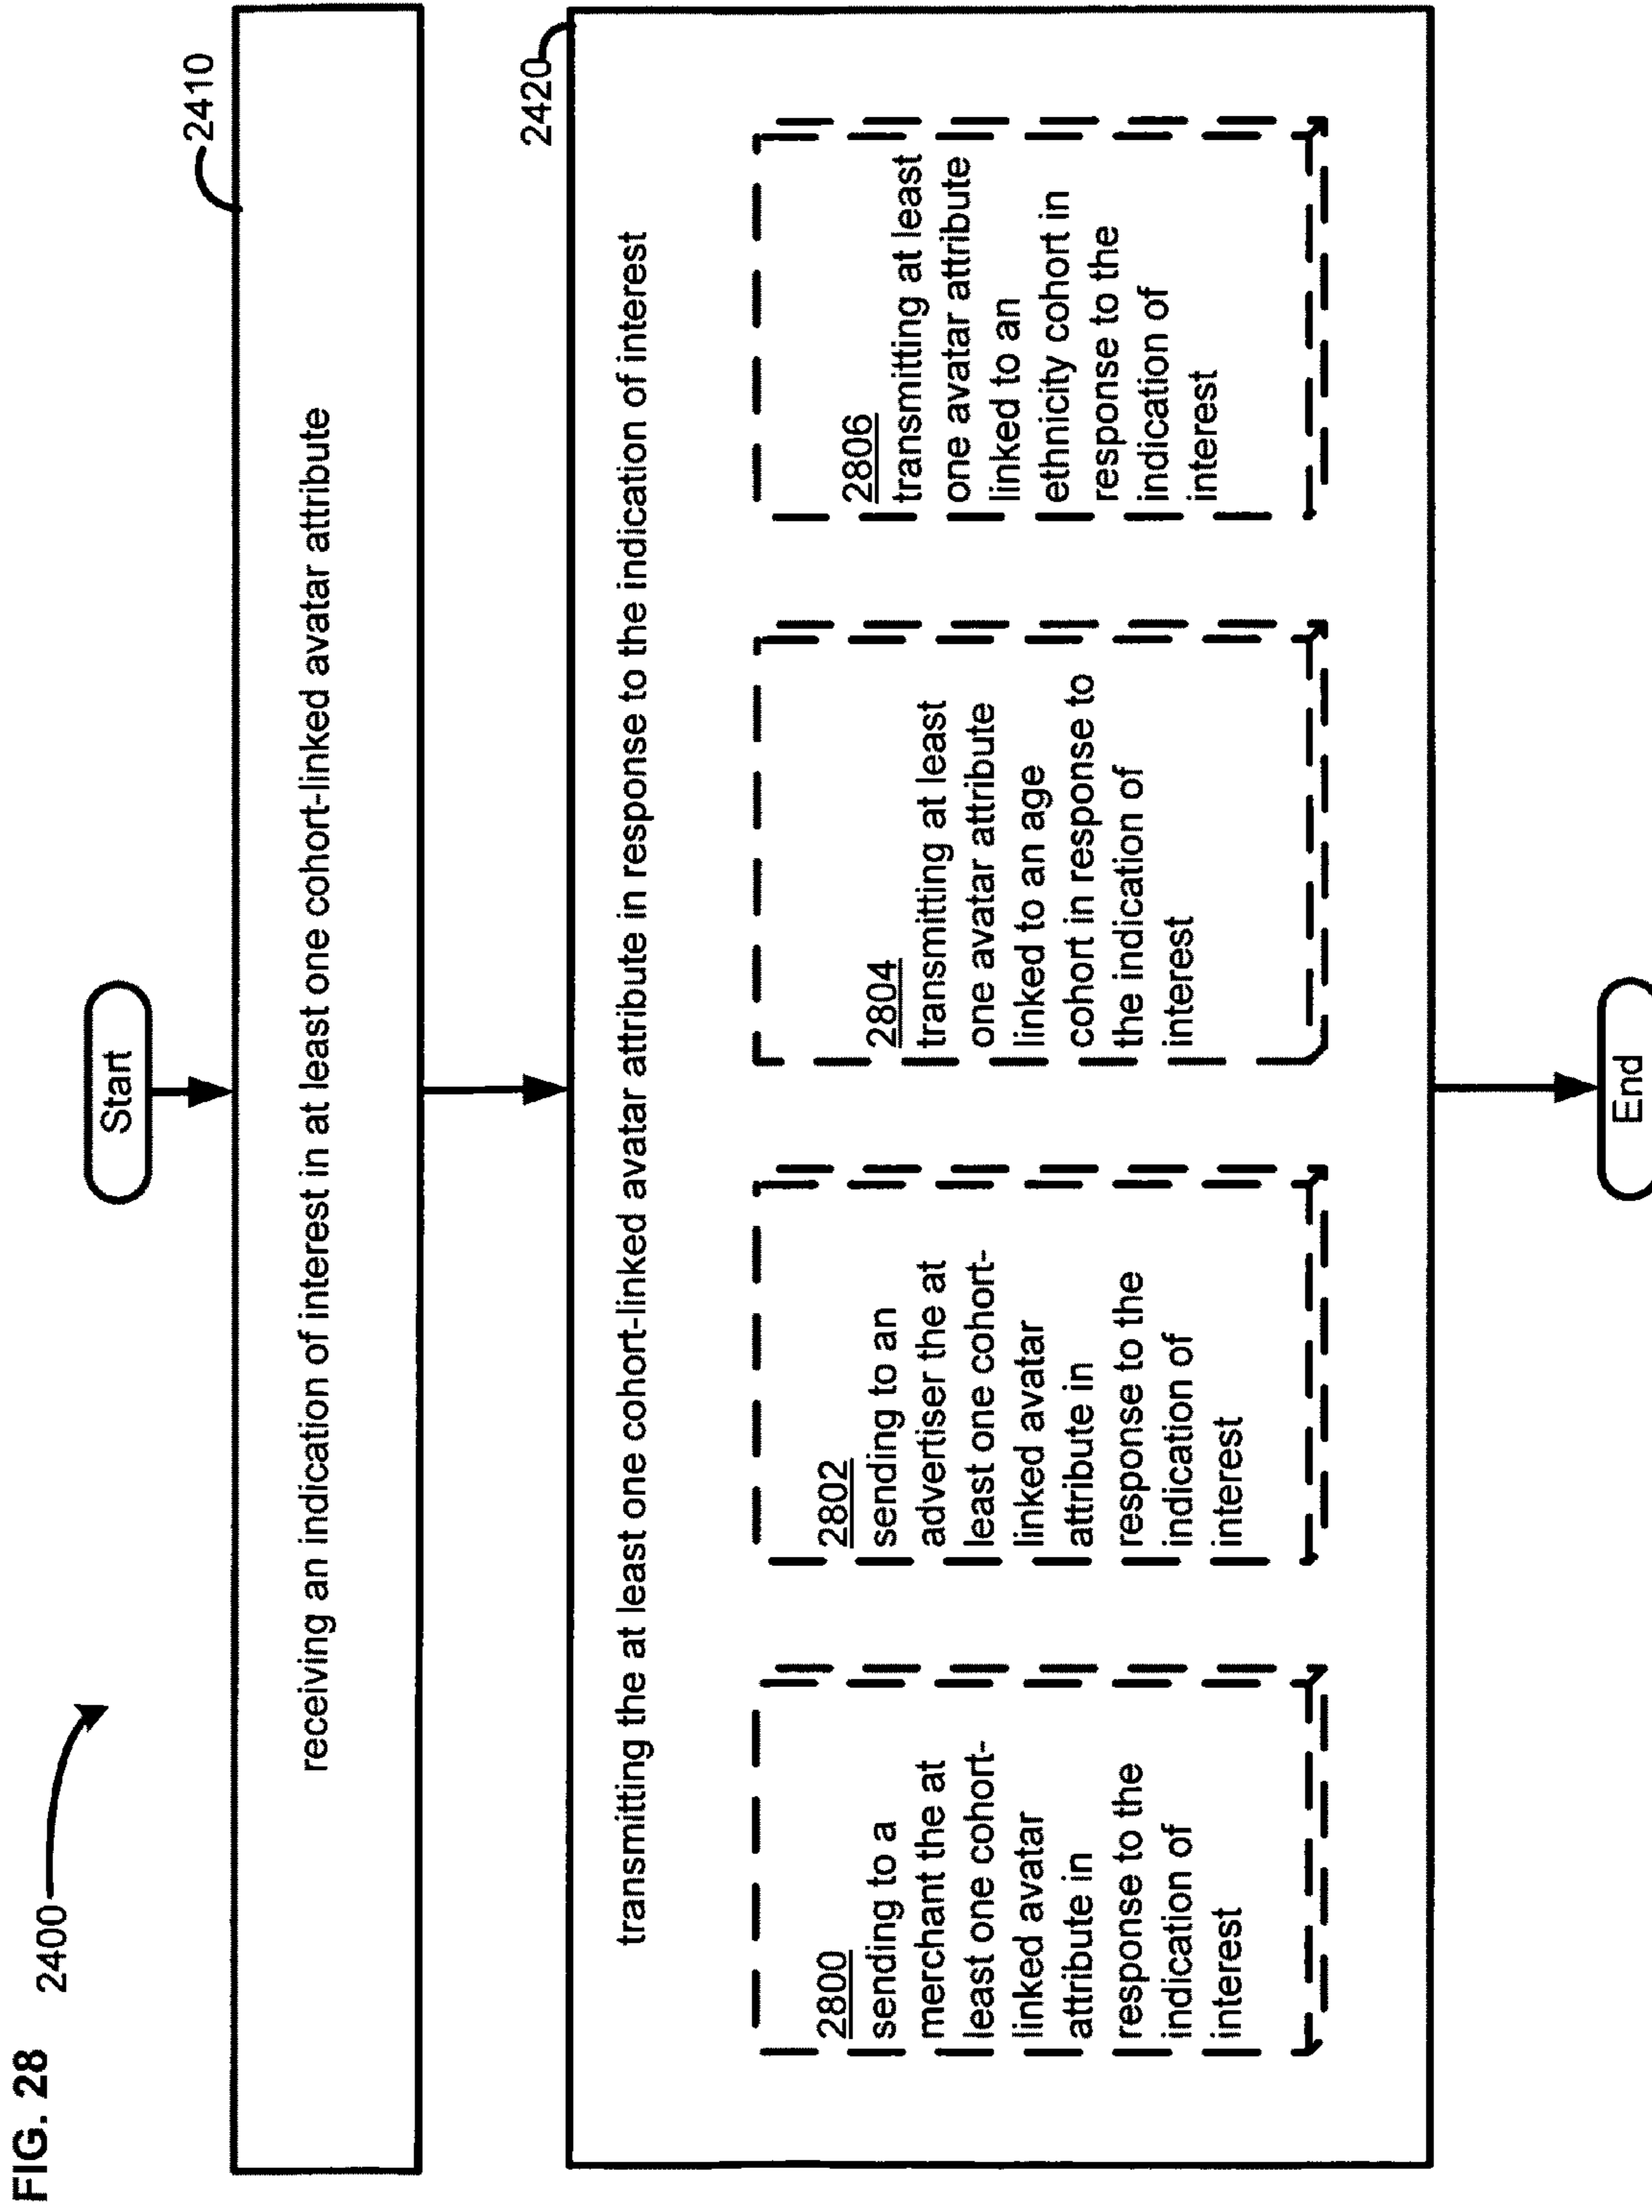 FIG. 28
2400
Start
2410
receiving an indication of interest in at least one cohort-linked avatar attribute
2420
transmitting the at least one cohort-linked avatar attribute in response to the indication of interest
2800
sending to a
merchant the at
least one cohort-
linked avatar
attribute in
response to the
indication of
interest
2802
sending to an
advertiser the at
least one cohort-
linked avatar
attribute in
response to the
indication of
interest
2804
transmitting at least
one avatar attribute
linked to an age
cohort in response to
the indication of
interest
2806
transmitting at least
one avatar attribute
linked to an
ethnicity cohort in
response to the
indication of
interest
End